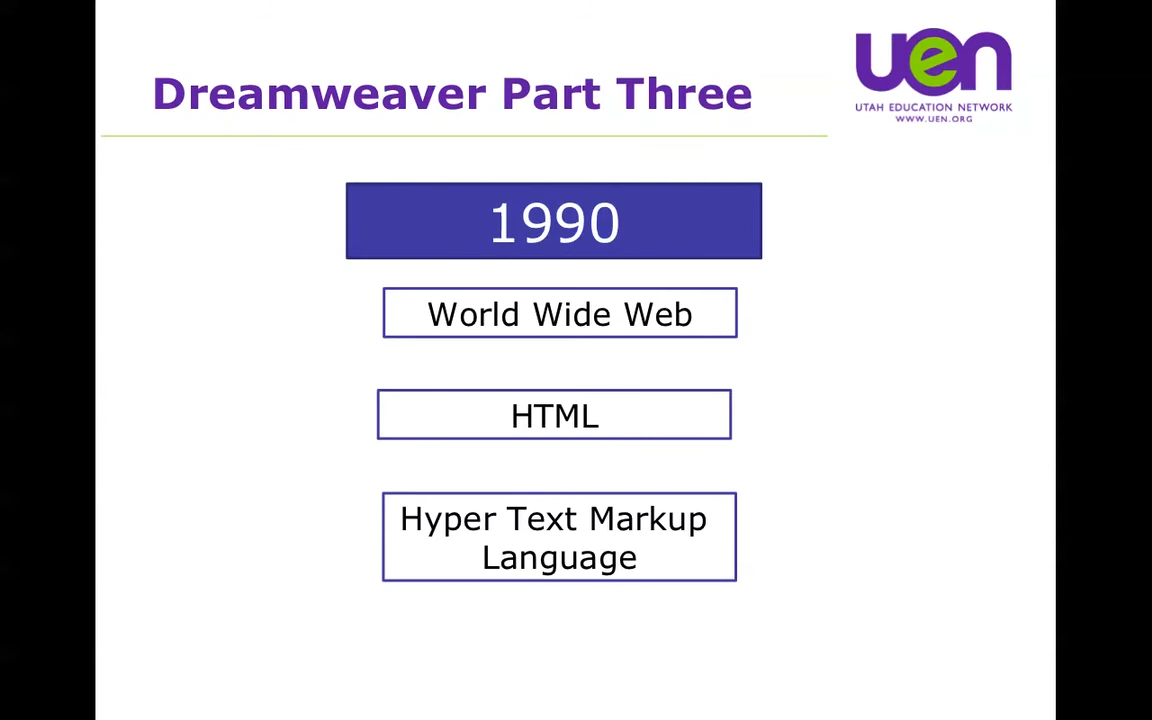 Dreamweaver Part Three
uen
UTAH EDUCATION NETWORK
WWW.UEN.ORG
1990
World Wide Web
HTML
Hyper Text Markup
Language